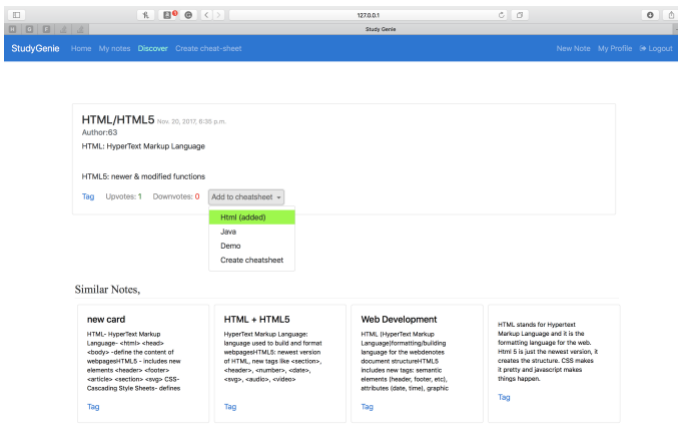 127.0.0.1
Study Genie
StudyGenie Home My notes Discover Create cheat-sheet New Note My Profile Logout
HTML/HTML5 Nov. 20, 2017, 6:35 p.m.
Author:63
HTML: HyperText Markup Language
HTML5: newer & modified functions
Tag Upvotes: 1 Downvotes: 0 Add to cheatsheet
Html (added)
Java
Demo
Create cheatsheet
Similar Notes,
new card
HTML- HyperText Markup
Language- <html> <head>
<body> -define the content of
webpagesHTML5 - includes new
elements <header> <footer>
<article> <section> <svg> CSS-
Cascading Style Sheets- defines
Tag
HTML + HTML5
HyperText Markup Language:
language used to build and format
webpagesHTML5: newest version
of HTML, new tags like <section>,
<header>, <number>, <date>,
<svg>, <audio>, <video>
Tag
Web Development
HTML (HyperText Markup
Language)formatting/building
language for the webdenotes
document structureHTML5
includes new tags: semantic
elements (header, footer, etc),
attributes (date, time), graphic
Tag
HTML stands for Hypertext
Markup Language and it is the
formatting language for the web.
Html 5 is just the newest version, it
creates the structure. CSS makes
it pretty and javascript makes
things happen.
Tag